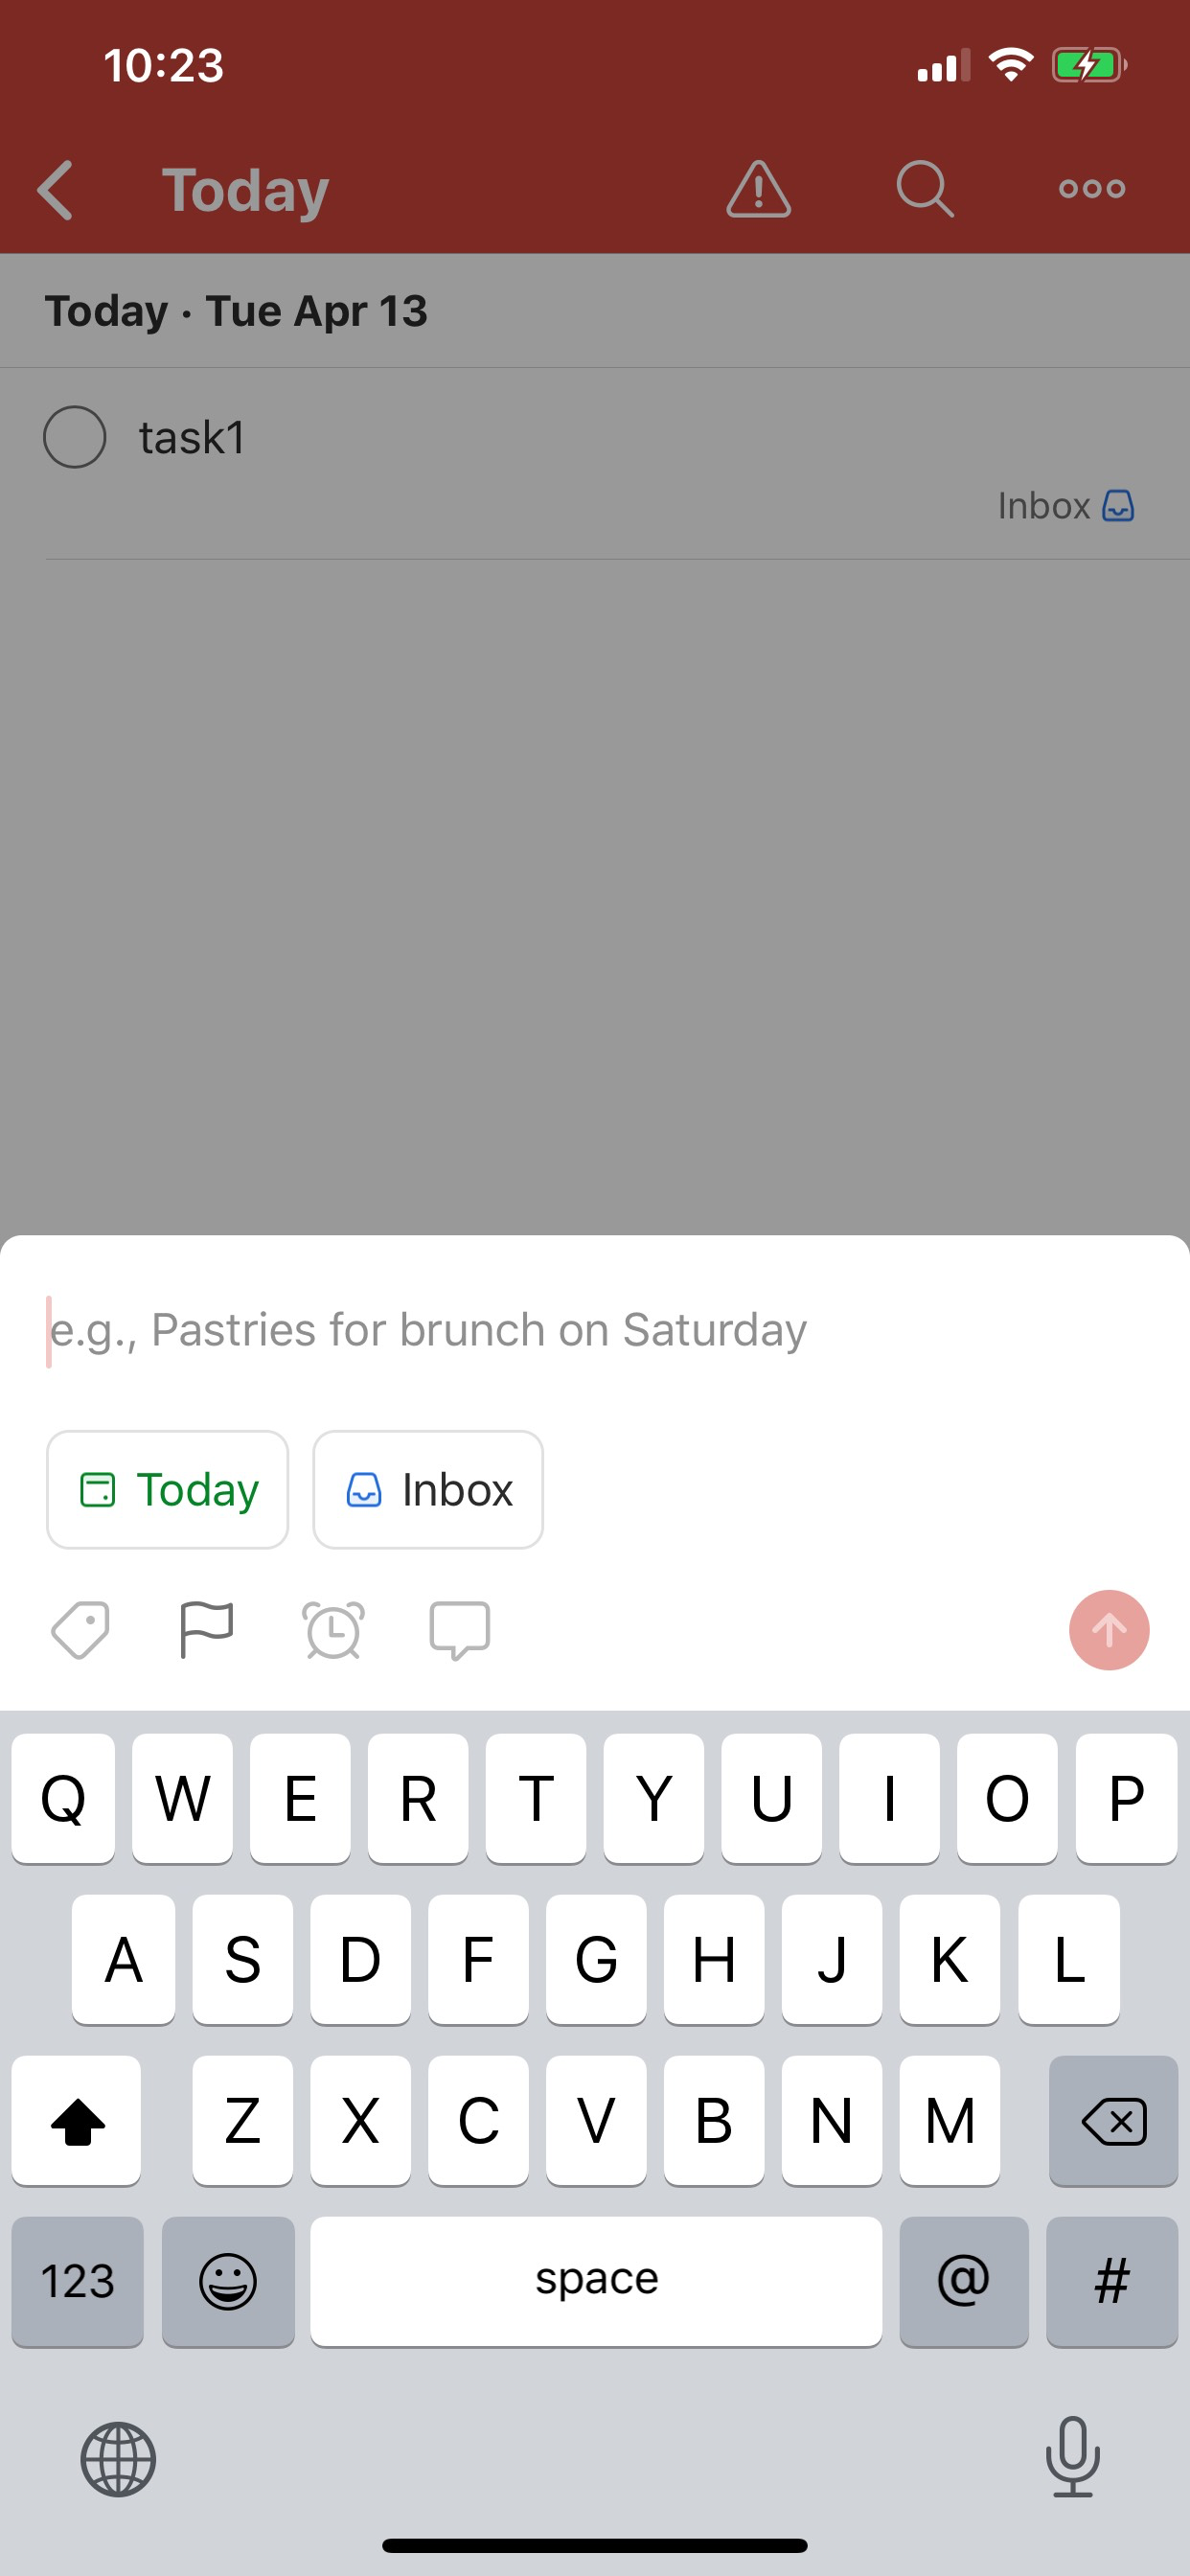 10:23
Today
Today · Tue Apr 13
task1
Inbox
e.g., Pastries for brunch on Saturday
Today Inbox
Q W E R T Y U I O P
A S D F G H J K L
Z X C V B N M
123 space @ #